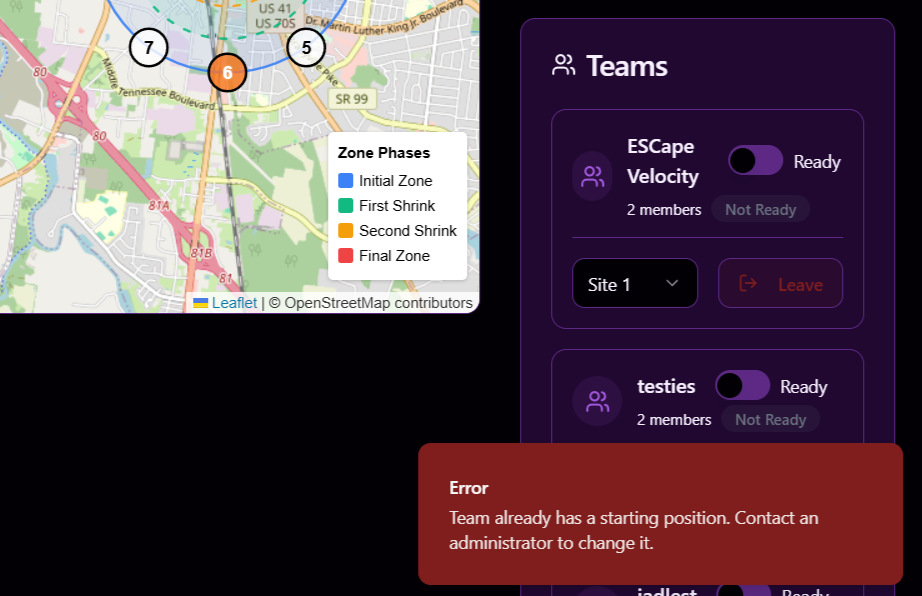 US 41
US 70S
Dr. Martin Luther King Jr. Boulevard
7
5
6
80
Middle Tennessee Boulevard
Pike
SR 99
80
81A
81B
81
Zone Phases
Initial Zone
First Shrink
Second Shrink
Final Zone
Leaflet | © OpenStreetMap contributors
Teams
ESCape
Velocity
Ready
2 members
Not Ready
Site 1
Leave
testies
Ready
2 members
Not Ready
Error
Team already has a starting position. Contact an
administrator to change it.
Ready